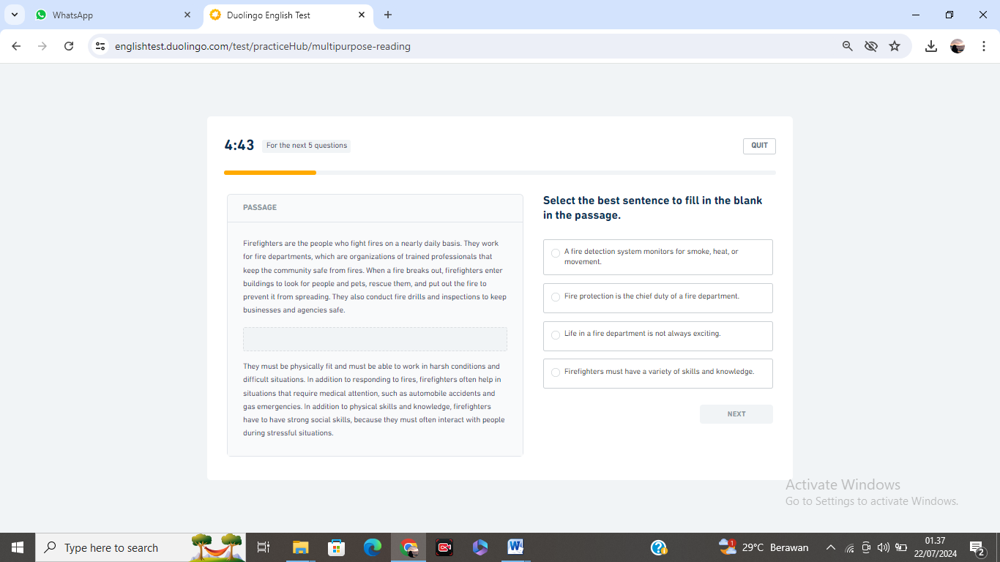 WhatsApp
Duolingo English Test
englishtest.duolingo.com/test/practiceHub/multipurpose-reading
4:43
For the next 5 questions
QUIT
PASSAGE
Firefighters are the people who fight fires on a nearly daily basis. They work
for fire departments, which are organizations of trained professionals that
keep the community safe from fires. When a fire breaks out, firefighters enter
buildings to look for people and pets, rescue them, and put out the fire to
prevent it from spreading. They also conduct fire drills and inspections to keep
businesses and agencies safe.
They must be physically fit and must be able to work in harsh conditions and
difficult situations. In addition to responding to fires, firefighters often help in
situations that require medical attention, such as automobile accidents and
gas emergencies. In addition to physical skills and knowledge, firefighters
have to have strong social skills, because they must often interact with people
during stressful situations.
Select the best sentence to fill in the blank
in the passage.
A fire detection system monitors for smoke, heat, or
movement.
Fire protection is the chief duty of a fire department.
Life in a fire department is not always exciting.
Firefighters must have a variety of skills and knowledge.
NEXT
Activate Windows
Go to Settings to activate Windows.
Type here to search
29°C Berawan
01.37
22/07/2024